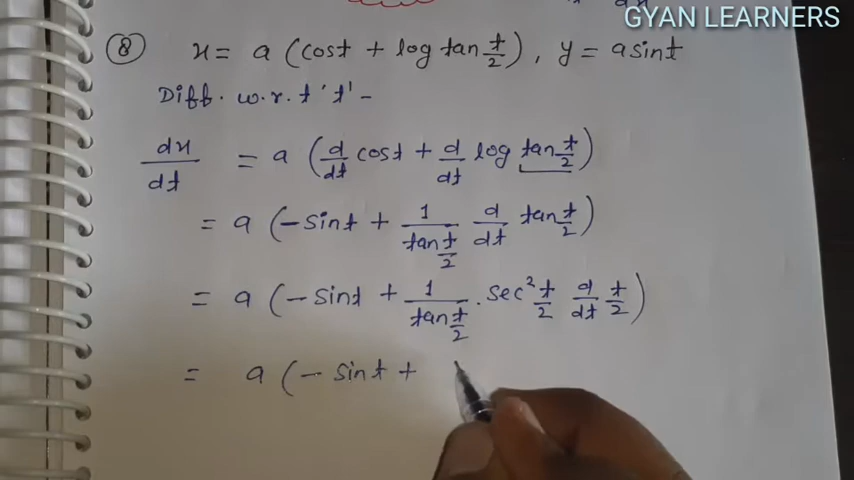 GYAN LEARNERS
⑧ x = a (cost + log tan t/2), y = a sint
Diff. w.r.t 't' -
dx/dt = a (d/dt cost + d/dt log tan t/2)
= a (-sint + 1/tan t/2 d/dt tan t/2)
= a (-sint + 1/tan t/2 . sec² t/2 d/dt t/2)
= a (- sint +